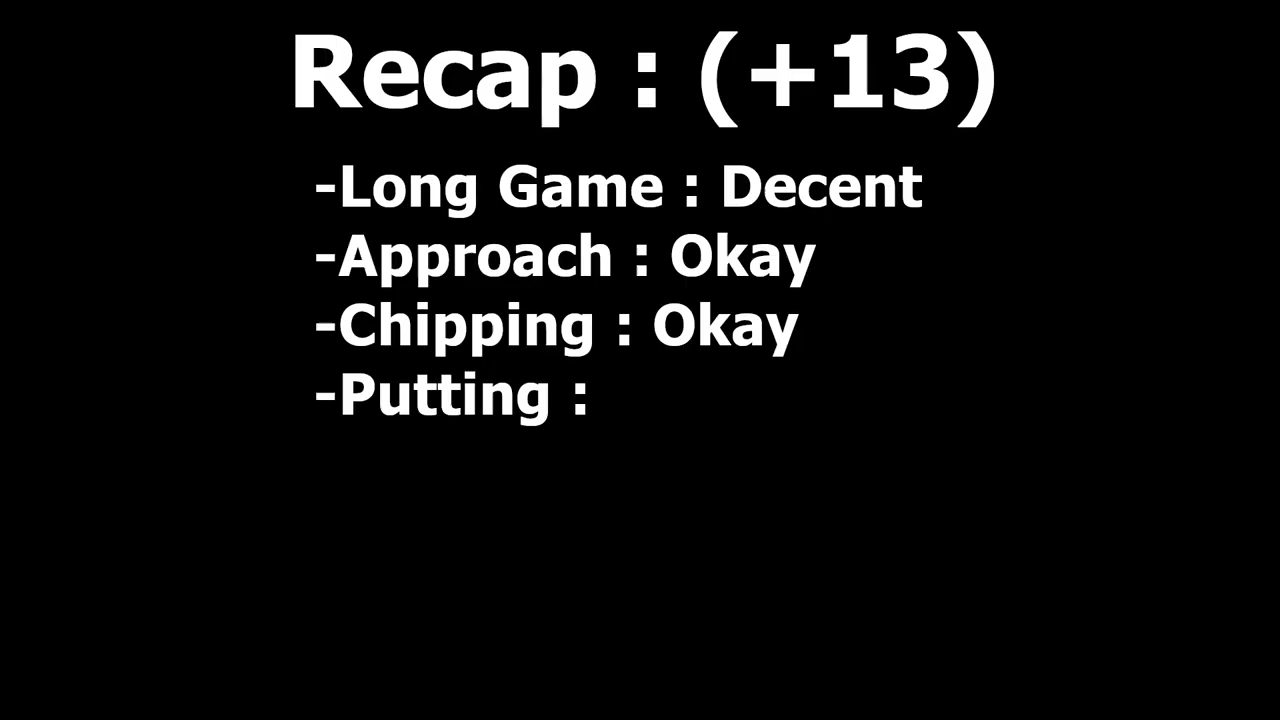 Recap : (+13)
-Long Game : Decent
-Approach : Okay
-Chipping : Okay
-Putting :